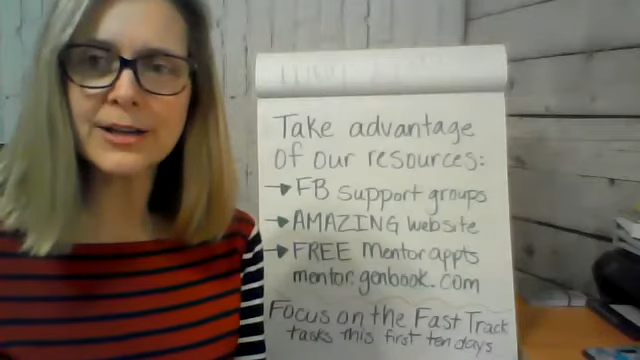 Take advantage
of our resources:
→ FB support groups
→ AMAZING website
→ FREE Mentor appts
mentor.genbook.com
Focus on the Fast Track
tasks this first ten days